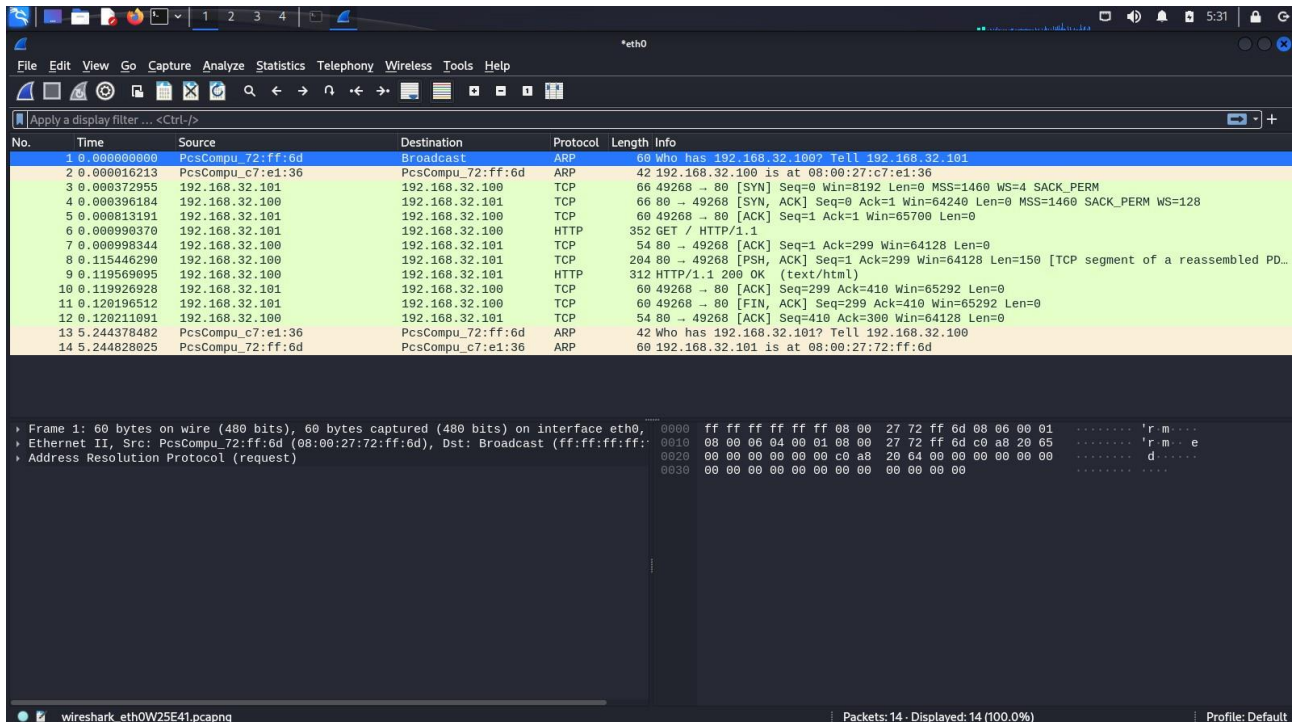 1 2 3 4 5:31
*eth0
File Edit View Go Capture Analyze Statistics Telephony Wireless Tools Help
Apply a display filter … <Ctrl-/>
No. Time Source Destination Protocol Length Info
1 0.000000000 PcsCompu_72:ff:6d Broadcast ARP 60 Who has 192.168.32.100? Tell 192.168.32.101
2 0.000016213 PcsCompu_c7:e1:36 PcsCompu_72:ff:6d ARP 42 192.168.32.100 is at 08:00:27:c7:e1:36
3 0.000372955 192.168.32.101 192.168.32.100 TCP 66 49268 → 80 [SYN] Seq=0 Win=8192 Len=0 MSS=1460 WS=4 SACK_PERM
4 0.000396184 192.168.32.100 192.168.32.101 TCP 66 80 → 49268 [SYN, ACK] Seq=0 Ack=1 Win=64240 Len=0 MSS=1460 SACK_PERM WS=128
5 0.000813191 192.168.32.101 192.168.32.100 TCP 60 49268 → 80 [ACK] Seq=1 Ack=1 Win=65700 Len=0
6 0.000990370 192.168.32.101 192.168.32.100 HTTP 352 GET / HTTP/1.1
7 0.000998344 192.168.32.100 192.168.32.101 TCP 54 80 → 49268 [ACK] Seq=1 Ack=299 Win=64128 Len=0
8 0.115446290 192.168.32.100 192.168.32.101 TCP 204 80 → 49268 [PSH, ACK] Seq=1 Ack=299 Win=64128 Len=150 [TCP segment of a reassembled PD…
9 0.119569095 192.168.32.100 192.168.32.101 HTTP 312 HTTP/1.1 200 OK (text/html)
10 0.119926928 192.168.32.101 192.168.32.100 TCP 60 49268 → 80 [ACK] Seq=299 Ack=410 Win=65292 Len=0
11 0.120196512 192.168.32.101 192.168.32.100 TCP 60 49268 → 80 [FIN, ACK] Seq=299 Ack=410 Win=65292 Len=0
12 0.120211091 192.168.32.100 192.168.32.101 TCP 54 80 → 49268 [ACK] Seq=410 Ack=300 Win=64128 Len=0
13 5.244378482 PcsCompu_c7:e1:36 PcsCompu_72:ff:6d ARP 42 Who has 192.168.32.101? Tell 192.168.32.100
14 5.244828025 PcsCompu_72:ff:6d PcsCompu_c7:e1:36 ARP 60 192.168.32.101 is at 08:00:27:72:ff:6d
Frame 1: 60 bytes on wire (480 bits), 60 bytes captured (480 bits) on interface eth0,
Ethernet II, Src: PcsCompu_72:ff:6d (08:00:27:72:ff:6d), Dst: Broadcast (ff:ff:ff:ff:
Address Resolution Protocol (request)
0000 ff ff ff ff ff ff 08 00 27 72 ff 6d 08 06 00 01 ········ 'r·m····
0010 08 00 06 04 00 01 08 00 27 72 ff 6d c0 a8 20 65 ········ 'r·m·· e
0020 00 00 00 00 00 00 c0 a8 20 64 00 00 00 00 00 00 ········ d······
0030 00 00 00 00 00 00 00 00 00 00 00 00 ········ ····
wireshark_eth0W25E41.pcapng Packets: 14 · Displayed: 14 (100.0%) Profile: Default